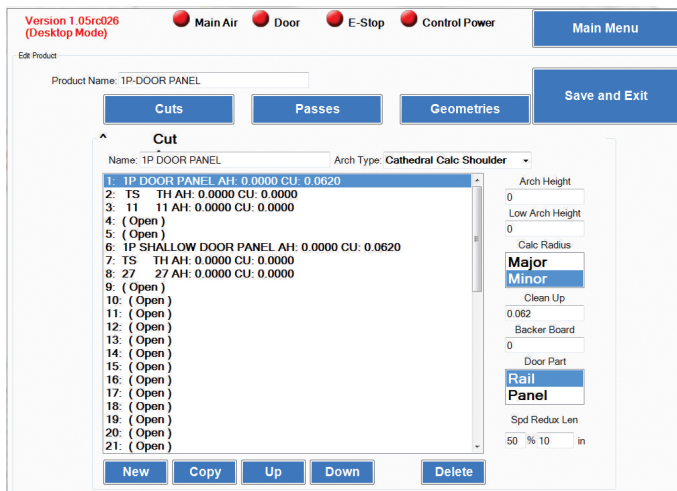 Version 1.05rc026
(Desktop Mode)
Main Air
Door
E-Stop
Control Power
Main Menu
Edit Product
Product Name: 1P-DOOR PANEL
Save and Exit
Cuts
Passes
Geometries
^ Cut
Name: 1P DOOR PANEL
Arch Type: Cathedral Calc Shoulder
1: 1P DOOR PANEL AH: 0.0000 CU: 0.0620
2: TS TH AH: 0.0000 CU: 0.0000
3: 11 11 AH: 0.0000 CU: 0.0000
4: ( Open )
5: ( Open )
6: 1P SHALLOW DOOR PANEL AH: 0.0000 CU: 0.0620
7: TS TH AH: 0.0000 CU: 0.0000
8: 27 27 AH: 0.0000 CU: 0.0000
9: ( Open )
10: ( Open )
11: ( Open )
12: ( Open )
13: ( Open )
14: ( Open )
15: ( Open )
16: ( Open )
17: ( Open )
18: ( Open )
19: ( Open )
20: ( Open )
21: ( Open )
Arch Height
0
Low Arch Height
0
Calc Radius
Major
Minor
Clean Up
0.062
Backer Board
0
Door Part
Rail
Panel
Spd Redux Len
50 % 10 in
New
Copy
Up
Down
Delete